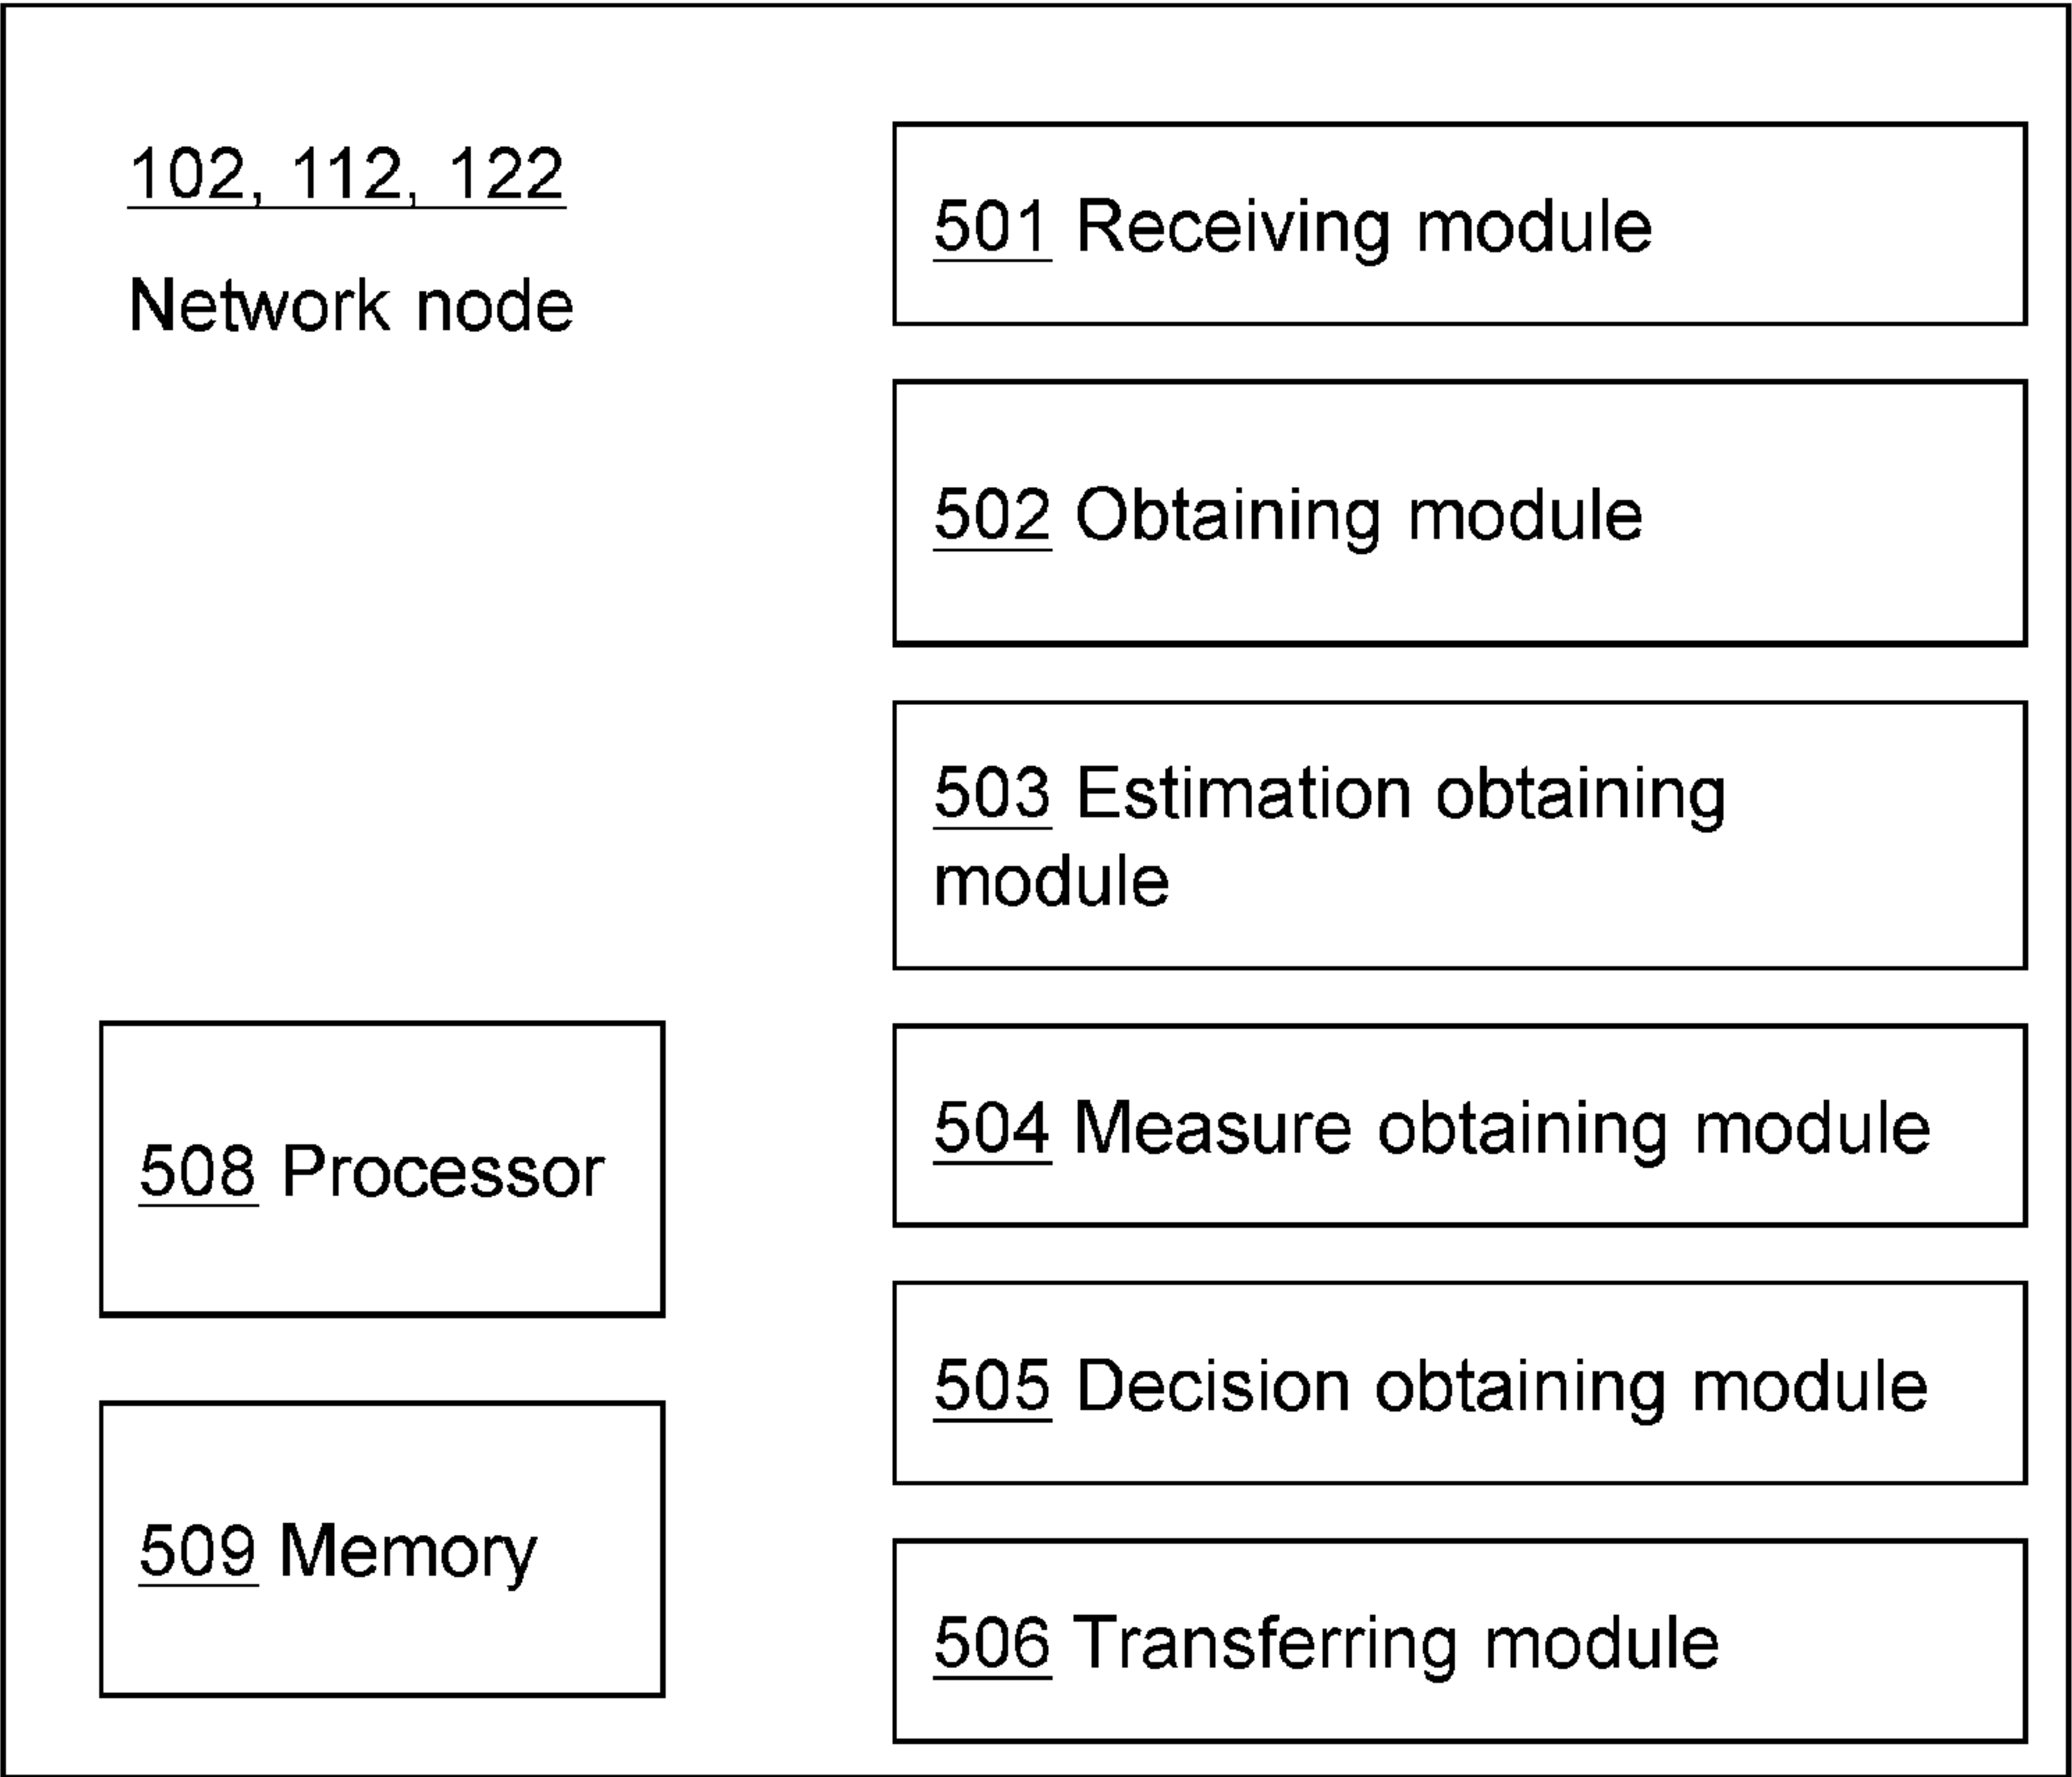 102, 112, 122
Network node
501 Receiving module
502 Obtaining module
503 Estimation obtaining
module
504 Measure obtaining module
508 Processor
505 Decision obtaining module
509 Memory
506 Transferring module